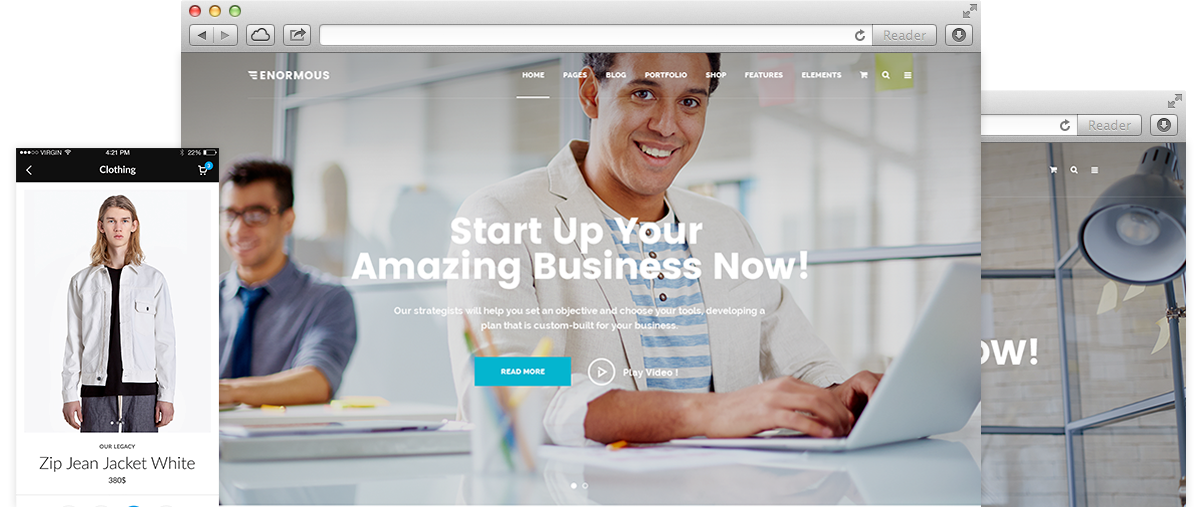 Reader
ENORMOUS
HOME PAGES BLOG PORTFOLIO SHOP FEATURES ELEMENTS
Start Up Your
Amazing Business Now!
Our strategists will help you set an objective and choose your tools, developing a
plan that is custom-built for your business.
READ MORE
Play Video !
VIRGIN 4:21 PM 22%
Clothing
OUR LEGACY
Zip Jean Jacket White
380$
Reader
OW!